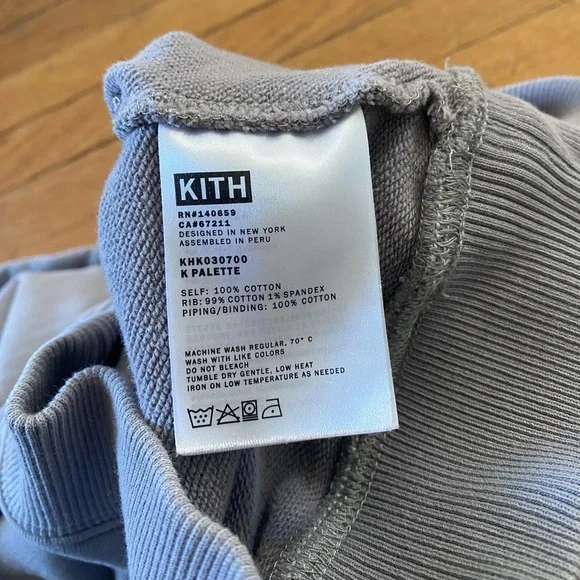 KITH
RN#140659
CA#67211
DESIGNED IN NEW YORK
ASSEMBLED IN PERU
KHK030700
K PALETTE
SELF: 100% COTTON
RIB: 99% COTTON 1% SPANDEX
PIPING/BINDING: 100% COTTON
MACHINE WASH REGULAR, 70° C
WASH WITH LIKE COLORS
DO NOT BLEACH
TUMBLE DRY GENTLE, LOW HEAT
IRON ON LOW TEMPERATURE AS NEEDED